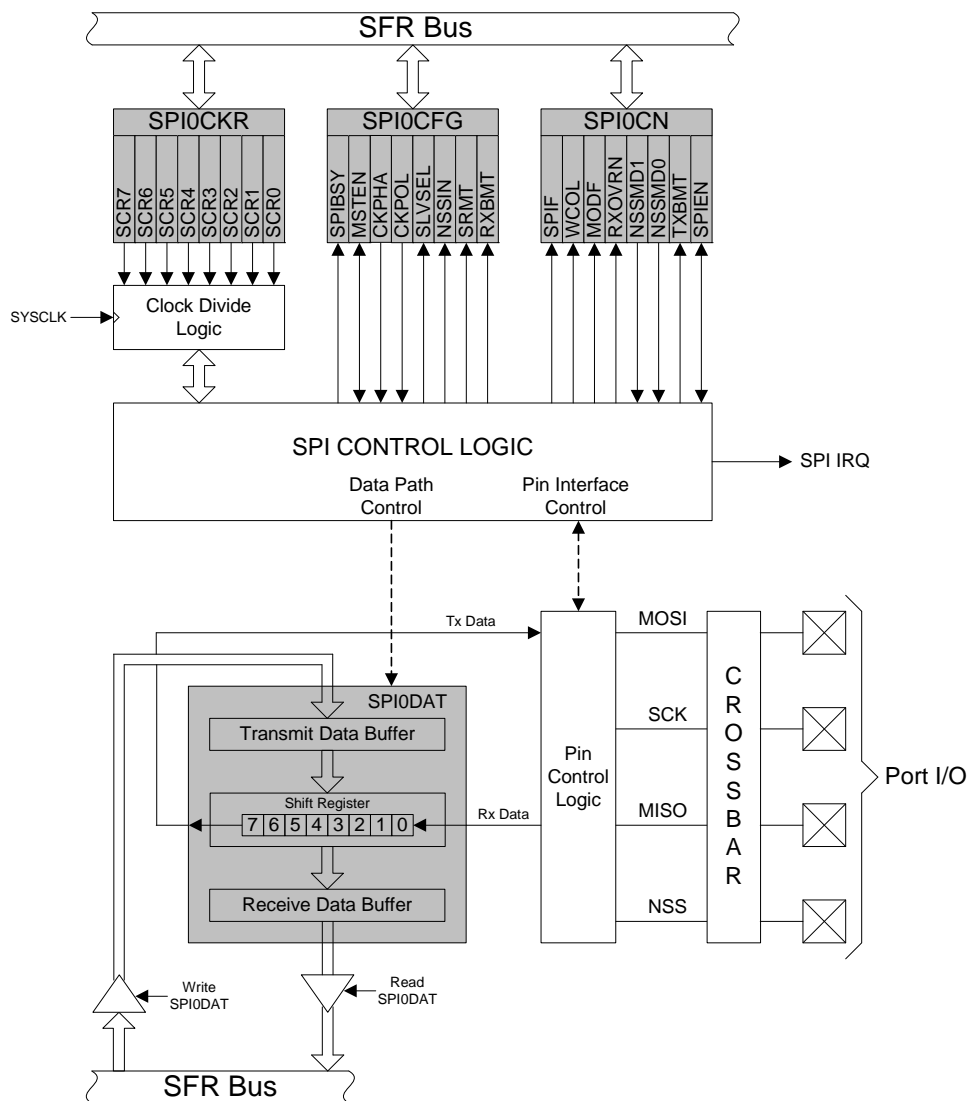 SFR Bus
SPI0CKR
SCR7
SCR6
SCR5
SCR4
SCR3
SCR2
SCR1
SCR0
SPI0CFG
SPIBSY
MSTEN
CKPHA
CKPOL
SLVSEL
NSSIN
SRMT
RXBMT
SPI0CN
SPIF
WCOL
MODF
RXOVRN
NSSMD1
NSSMD0
TXBMT
SPIEN
SYSCLK
Clock Divide
Logic
SPI CONTROL LOGIC
SPI IRQ
Data Path
Control
Pin Interface
Control
Tx Data
SPI0DAT
Transmit Data Buffer
Shift Register
7 6 5 4 3 2 1 0
Rx Data
Receive Data Buffer
Pin
Control
Logic
MOSI
SCK
MISO
NSS
CROSSBAR
Port I/O
Write
SPI0DAT
Read
SPI0DAT
SFR Bus